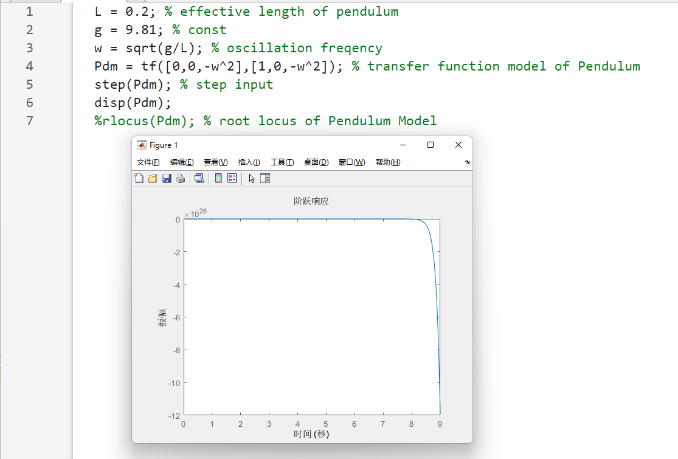 1 L = 0.2; % effective length of pendulum
2 g = 9.81; % const
3 w = sqrt(g/L); % oscillation freqency
4 Pdm = tf([0,0,-w^2],[1,0,-w^2]); % transfer function model of Pendulum
5 step(Pdm); % step input
6 disp(Pdm);
7 %rlocus(Pdm); % root locus of Pendulum Model
Figure 1
文件(F) 编辑(E) 查看(V) 插入(I) 工具(T) 桌面(D) 窗口(W) 帮助(H)
阶跃响应
×10^26
0
-2
-4
-6
-8
-10
-12
振幅
0 1 2 3 4 5 6 7 8 9
时间 (秒)